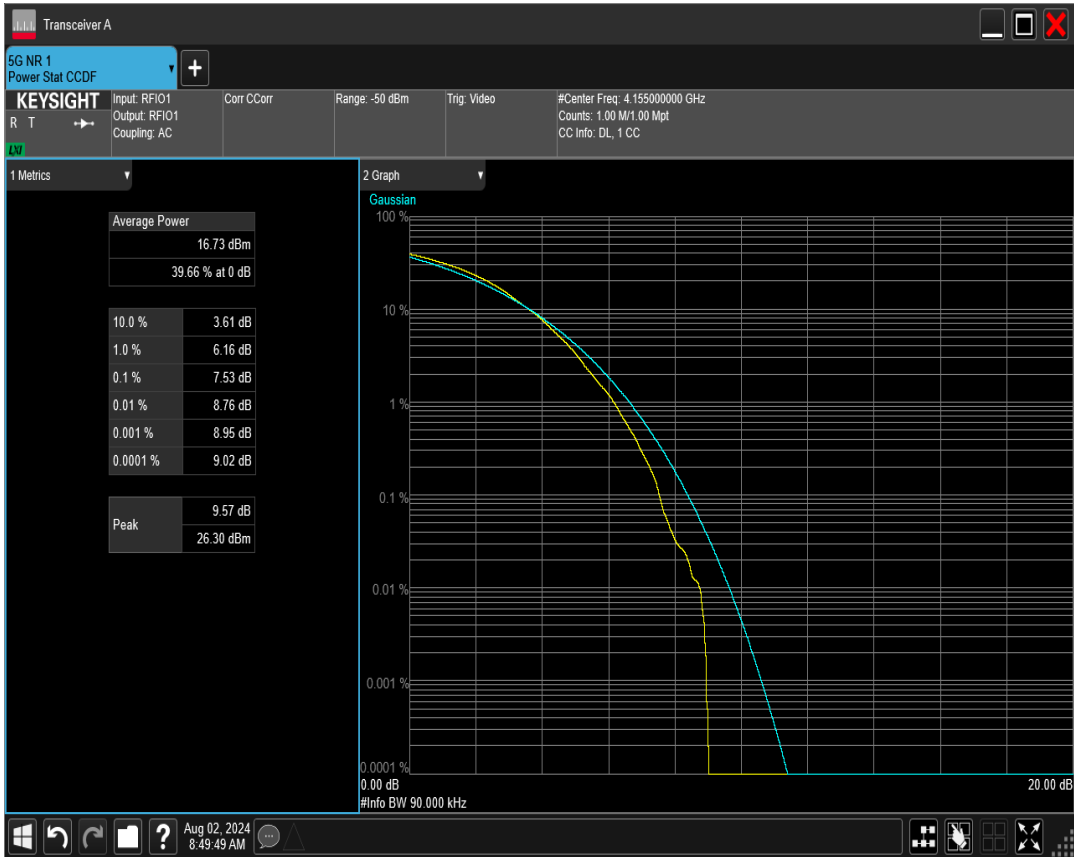 Transceiver A
5G NR 1
Power Stat CCDF
KEYSIGHT
R T
LXI
Input: RFIO1
Output: RFIO1
Coupling: AC
Corr CCorr
Range: -50 dBm
Trig: Video
#Center Freq: 4.155000000 GHz
Counts: 1.00 M/1.00 Mpt
CC Info: DL, 1 CC
1 Metrics
Average Power
16.73 dBm
39.66 % at 0 dB
10.0 % 3.61 dB
1.0 % 6.16 dB
0.1 % 7.53 dB
0.01 % 8.76 dB
0.001 % 8.95 dB
0.0001 % 9.02 dB
Peak
9.57 dB
26.30 dBm
2 Graph
Gaussian
100 %
10 %
1 %
0.1 %
0.01 %
0.001 %
0.0001 %
0.00 dB 20.00 dB
#Info BW 90.000 kHz
?
Aug 02, 2024
8:49:49 AM